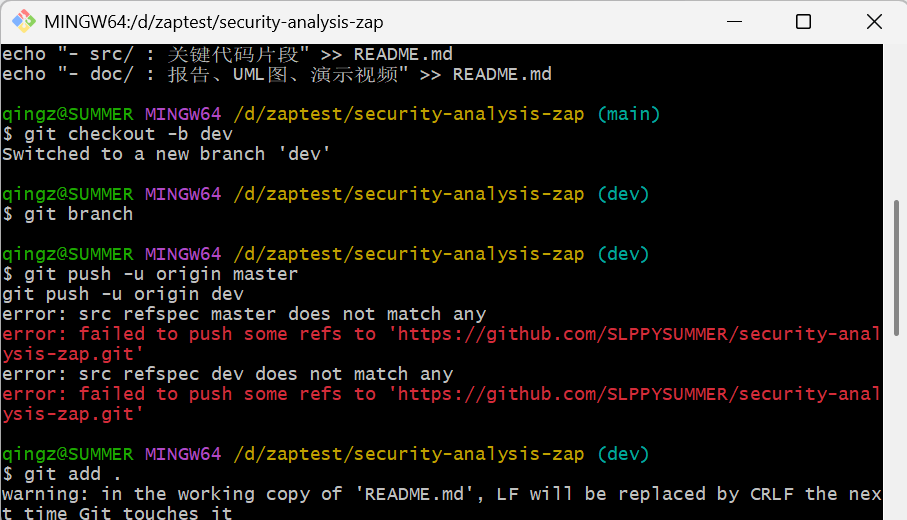 MINGW64:/d/zaptest/security-analysis-zap
echo "- src/ : 关键代码片段" >> README.md
echo "- doc/ : 报告、UML图、演示视频" >> README.md
qingz@SUMMER MINGW64 /d/zaptest/security-analysis-zap (main)
$ git checkout -b dev
Switched to a new branch 'dev'
qingz@SUMMER MINGW64 /d/zaptest/security-analysis-zap (dev)
$ git branch
qingz@SUMMER MINGW64 /d/zaptest/security-analysis-zap (dev)
$ git push -u origin master
git push -u origin dev
error: src refspec master does not match any
error: failed to push some refs to 'https://github.com/SLPPYSUMMER/security-anal
ysis-zap.git'
error: src refspec dev does not match any
error: failed to push some refs to 'https://github.com/SLPPYSUMMER/security-anal
ysis-zap.git'
qingz@SUMMER MINGW64 /d/zaptest/security-analysis-zap (dev)
$ git add .
warning: in the working copy of 'README.md', LF will be replaced by CRLF the nex
t time Git touches it